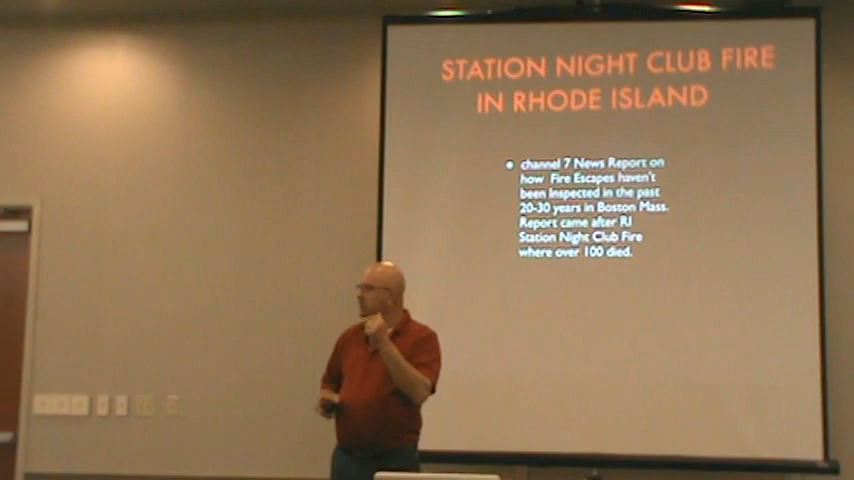 STATION NIGHT CLUB FIRE
IN RHODE ISLAND
• channel 7 News Report on
how Fire Escapes haven't
been Inspected in the past
20-30 years in Boston Mass.
Report came after RI
Station Night Club Fire
where over 100 died.